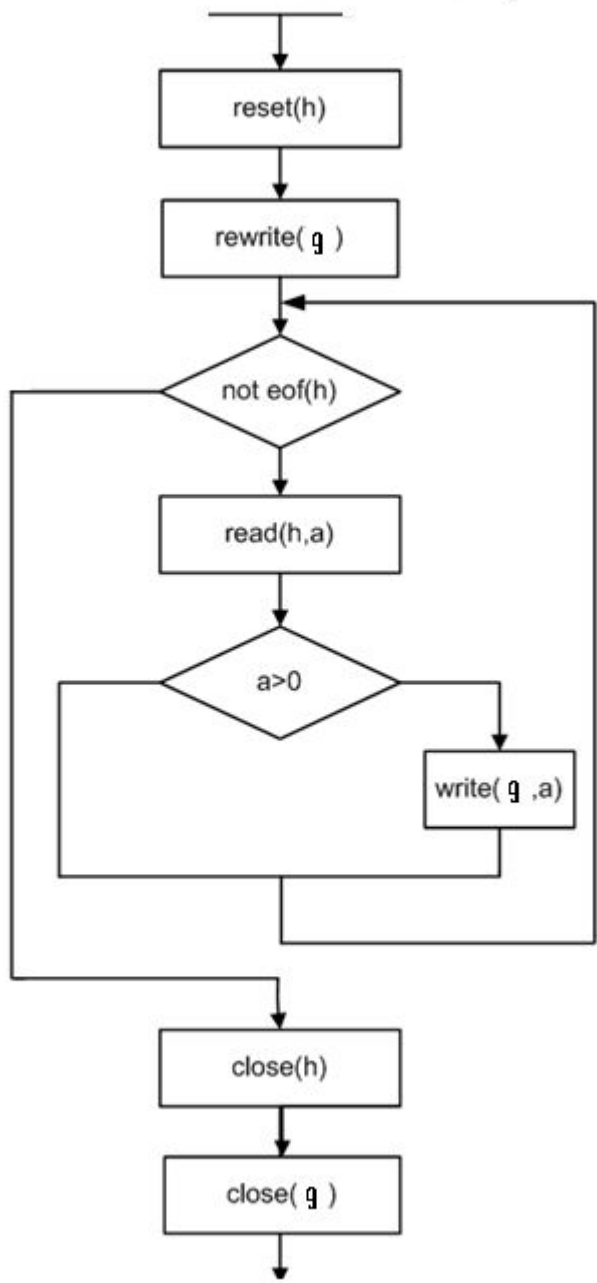 reset(h)
rewrite( g )
not eof(h)
read(h,a)
a>0
write( g ,a)
close(h)
close( g )